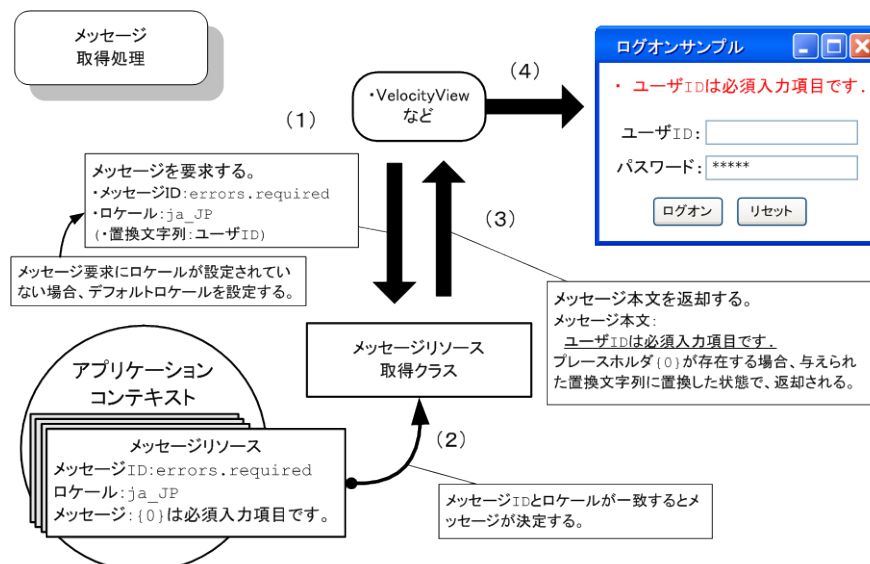 メッセージ
取得処理
(1)
・VelocityView
など
(4)
ログオンサンプル
・ ユーザIDは必須入力項目です.
ユーザID:
パスワード: *****
ログオン
リセット
メッセージを要求する。
・メッセージID:errors.required
・ロケール:ja_JP
(・置換文字列:ユーザID)
(3)
メッセージ要求にロケールが設定されてい
ない場合、デフォルトロケールを設定する。
メッセージ本文を返却する。
メッセージ本文:
ユーザIDは必須入力項目です.
プレースホルダ{0}が存在する場合、与えられ
た置換文字列に置換した状態で、返却される。
メッセージリソース
取得クラス
アプリケーション
コンテキスト
(2)
メッセージリソース
メッセージID:errors.required
ロケール:ja_JP
メッセージ:{0}は必須入力項目です。
メッセージIDとロケールが一致するとメ
ッセージが決定する。